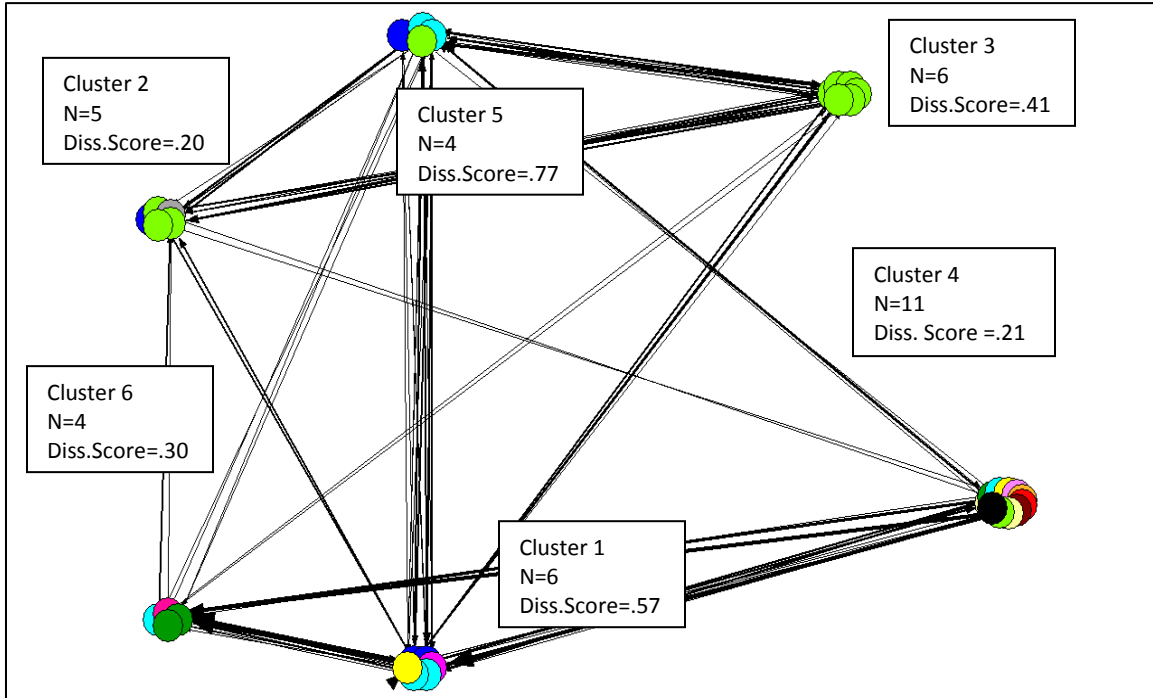 Cluster 2
N=5
Diss.Score=.20
Cluster 5
N=4
Diss.Score=.77
Cluster 3
N=6
Diss.Score=.41
Cluster 4
N=11
Diss. Score =.21
Cluster 6
N=4
Diss.Score=.30
Cluster 1
N=6
Diss.Score=.57